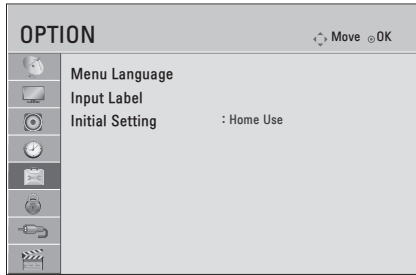 OPTION
Move OK
Menu Language
Input Label
Initial Setting : Home Use